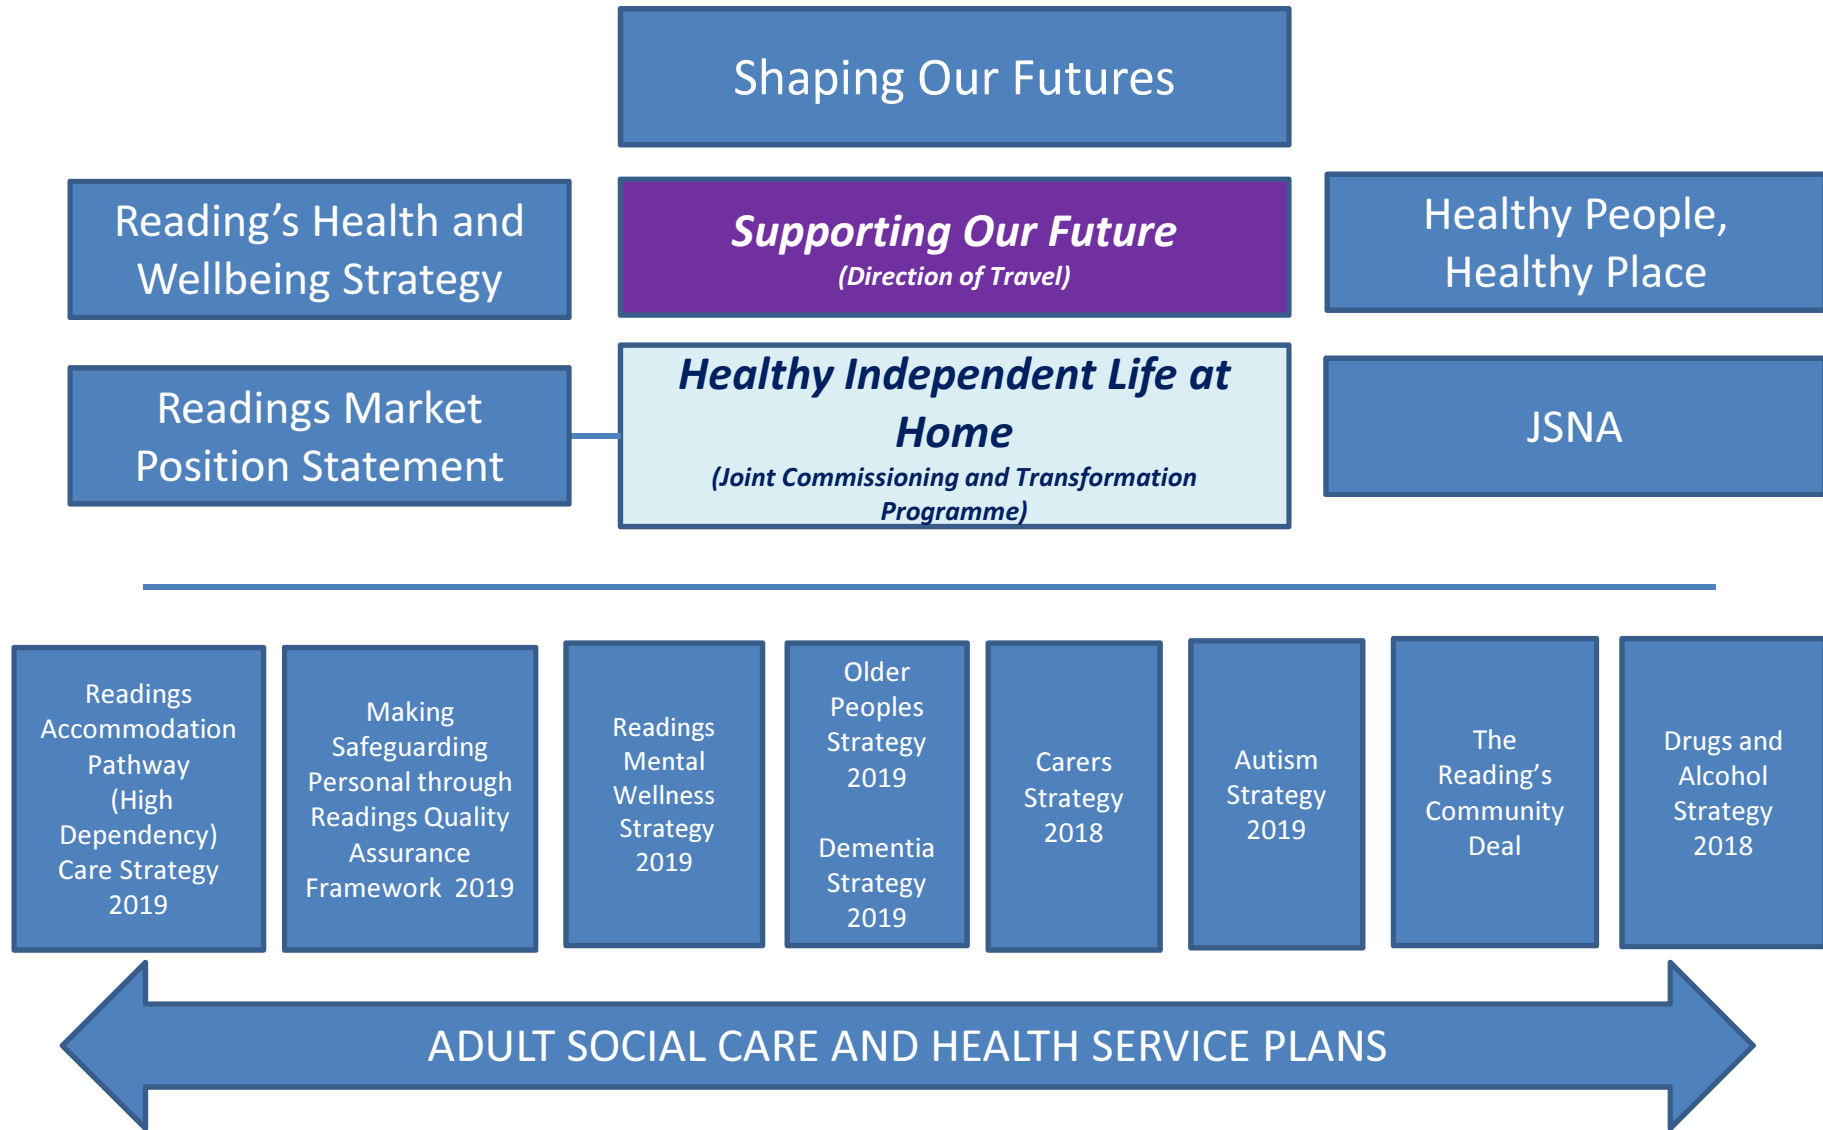 Shaping Our Futures
Reading’s Health and
Wellbeing Strategy
Supporting Our Future
(Direction of Travel)
Healthy People,
Healthy Place
Readings Market
Position Statement
Healthy Independent Life at
Home
(Joint Commissioning and Transformation
Programme)
JSNA
Readings
Accommodation
Pathway
(High
Dependency)
Care Strategy
2019
Making
Safeguarding
Personal through
Readings Quality
Assurance
Framework 2019
Readings
Mental
Wellness
Strategy
2019
Older
Peoples
Strategy
2019
Dementia
Strategy
2019
Carers
Strategy
2018
Autism
Strategy
2019
The
Reading’s
Community
Deal
Drugs and
Alcohol
Strategy
2018
ADULT SOCIAL CARE AND HEALTH SERVICE PLANS